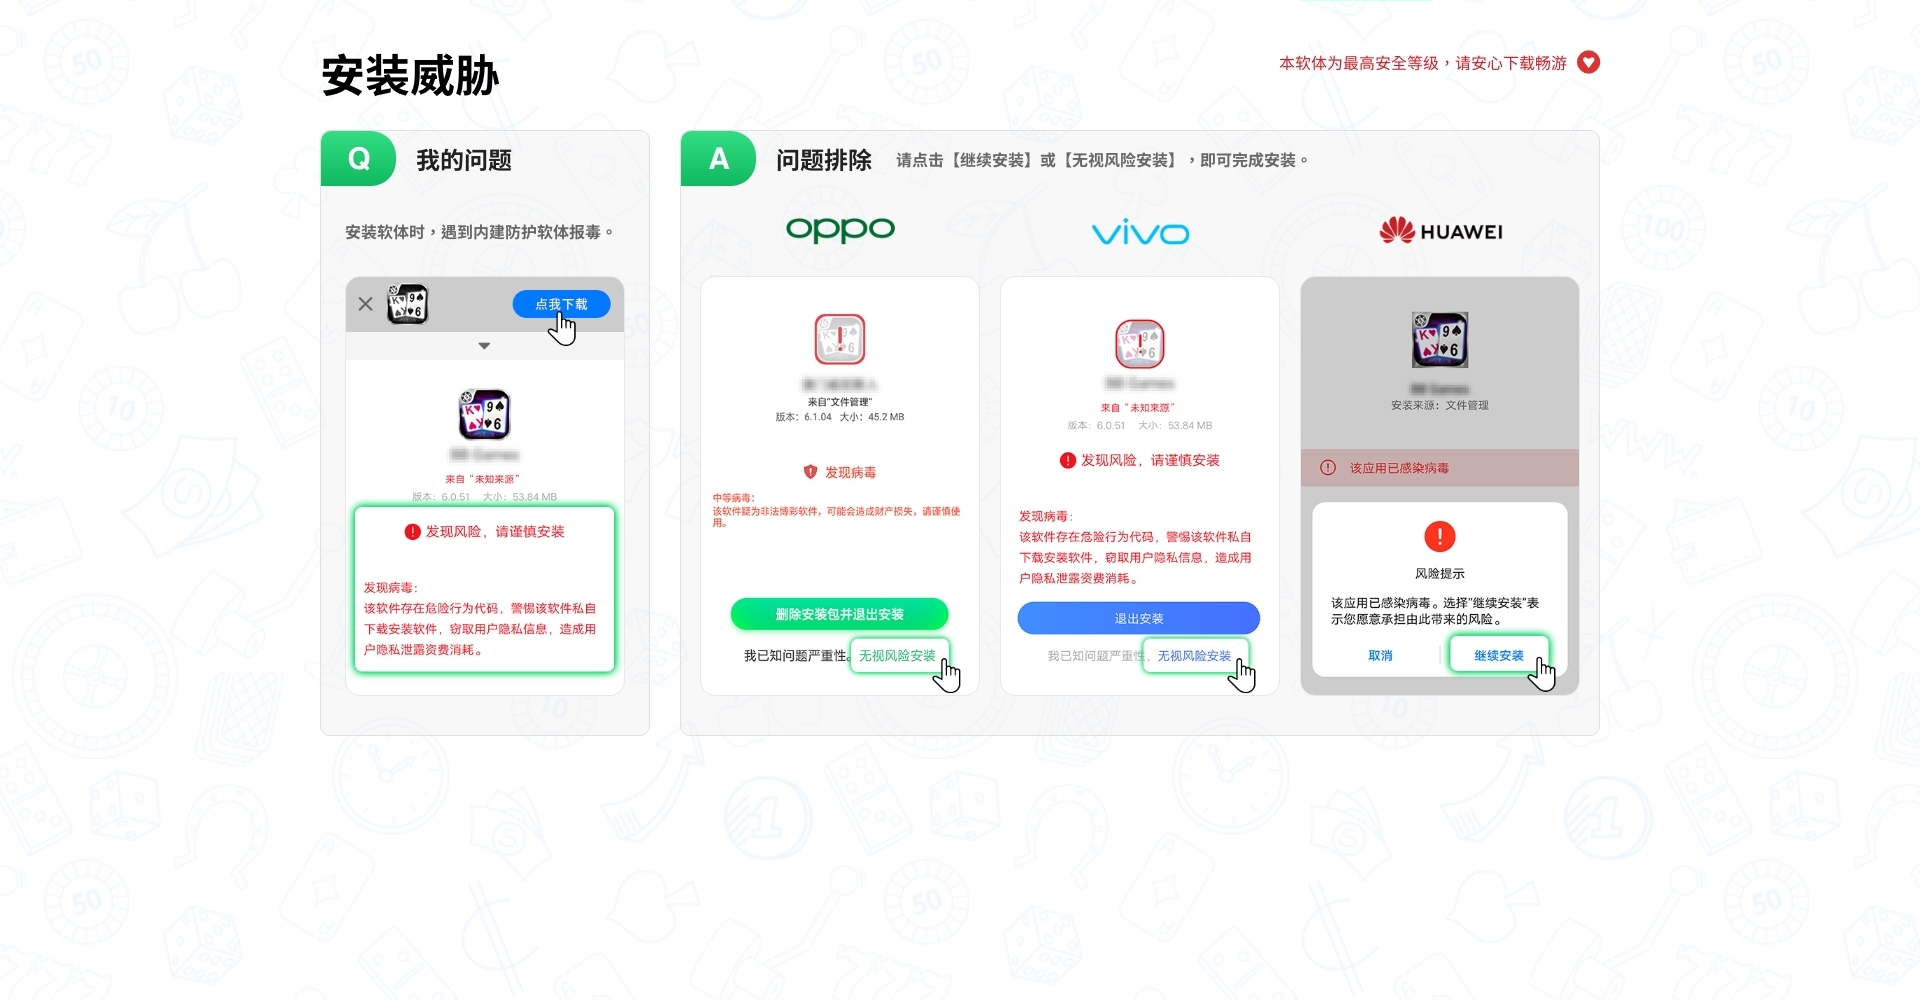 安装威胁
本软体为最高安全等级，请安心下载畅游
Q
我的问题
安装软体时，遇到内建防护软体报毒。
点我下载
来自“未知来源”
版本：6.0.51 大小：53.84 MB
发现风险，请谨慎安装
发现病毒：
该软件存在危险行为代码，警惕该软件私自
下载安装软件，窃取用户隐私信息，造成用
户隐私泄露资费消耗。
A
问题排除
请点击【继续安装】或【无视风险安装】，即可完成安装。
oppo
来自“文件管理”
版本：6.1.04 大小：45.2 MB
发现病毒
中等病毒：
该软件疑为非法博彩软件，可能会造成财产损失，请谨慎使
用。
删除安装包并退出安装
我已知问题严重性。无视风险安装
vivo
来自“未知来源”
版本：6.0.51 大小：53.84 MB
发现风险，请谨慎安装
发现病毒：
该软件存在危险行为代码，警惕该软件私自
下载安装软件，窃取用户隐私信息，造成用
户隐私泄露资费消耗。
退出安装
我已知问题严重性，无视风险安装
HUAWEI
安装来源：文件管理
该应用已感染病毒
风险提示
该应用已感染病毒。选择“继续安装”表
示您愿意承担由此带来的风险。
取消
继续安装